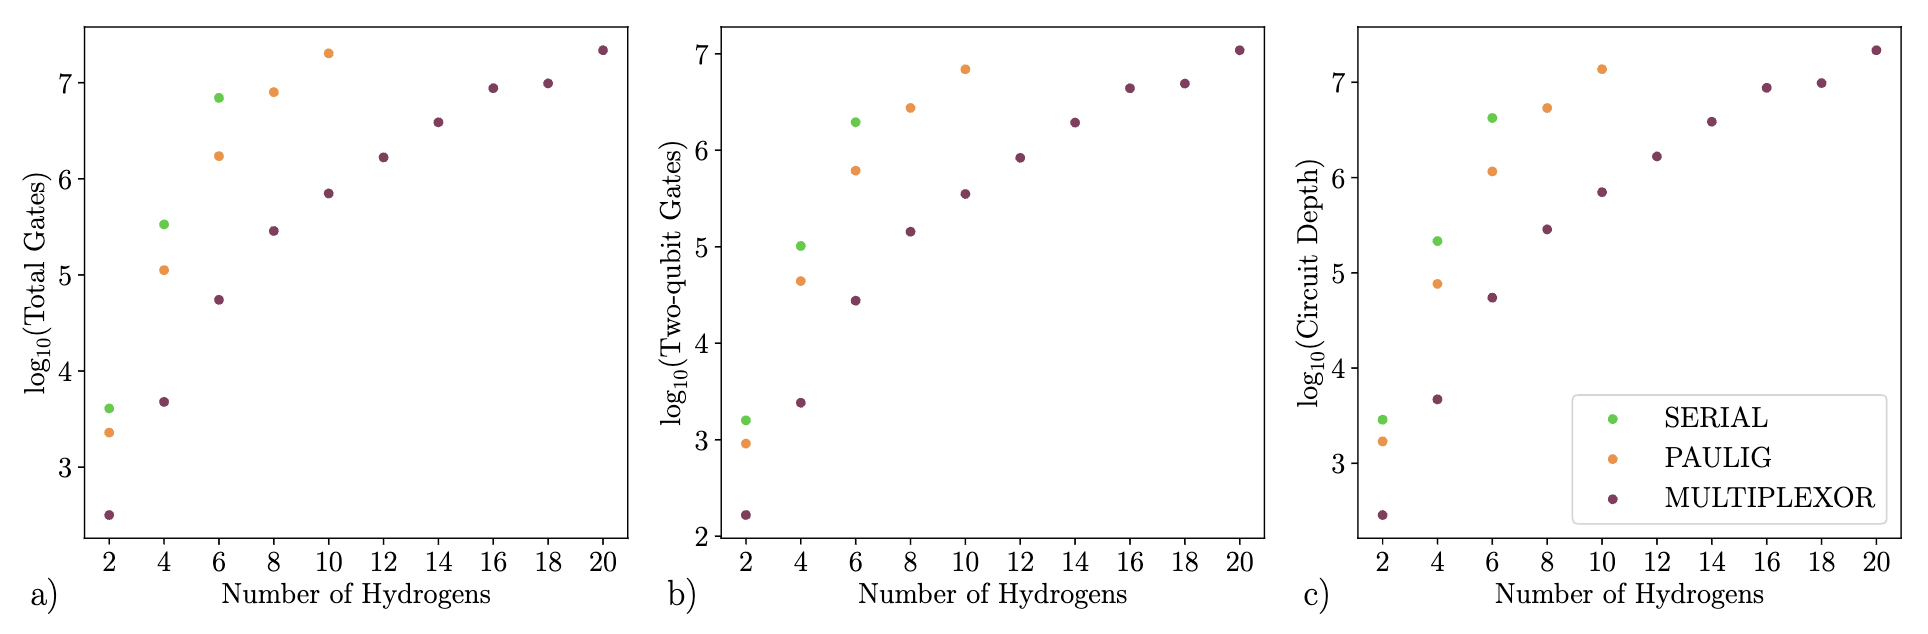 7
6
5
4
3
log10(Total Gates)
2 4 6 8 10 12 14 16 18 20
Number of Hydrogens
a)
7
6
5
4
3
2
log10(Two-qubit Gates)
2 4 6 8 10 12 14 16 18 20
Number of Hydrogens
b)
7
6
5
4
3
log10(Circuit Depth)
SERIAL
PAULIG
MULTIPLEXOR
2 4 6 8 10 12 14 16 18 20
Number of Hydrogens
c)